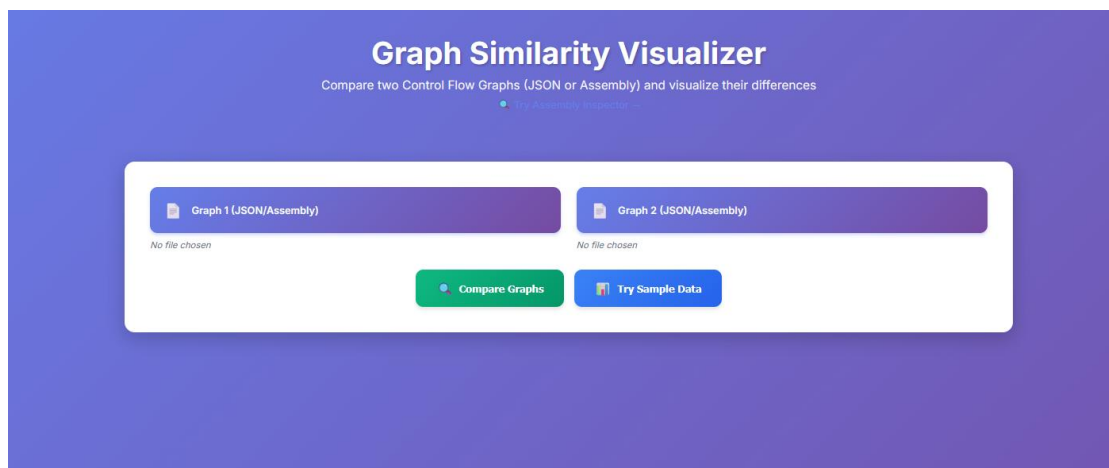 Graph Similarity Visualizer
Compare two Control Flow Graphs (JSON or Assembly) and visualize their differences
Try Assembly Inspector →
Graph 1 (JSON/Assembly)
Graph 2 (JSON/Assembly)
No file chosen
No file chosen
Compare Graphs
Try Sample Data